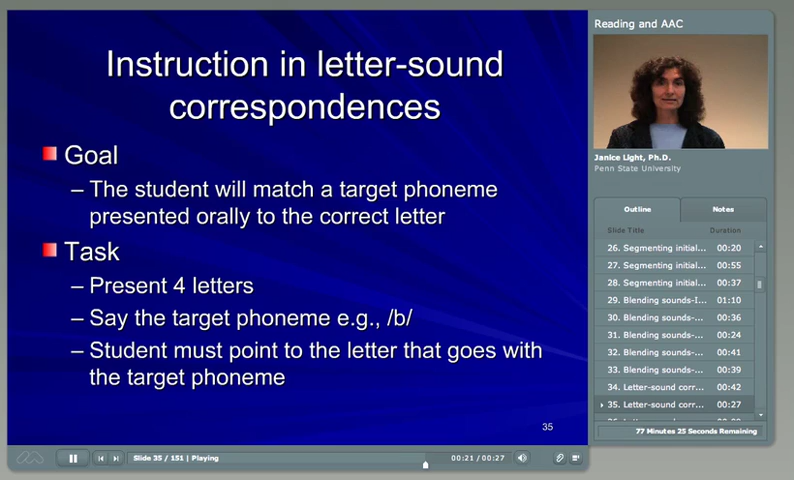 Instruction in letter-sound
correspondences
Goal
– The student will match a target phoneme
presented orally to the correct letter
Task
– Present 4 letters
– Say the target phoneme e.g., /b/
– Student must point to the letter that goes with
the target phoneme
35
Slide 35 / 151 | Playing
00:21 / 00:27
Reading and AAC
Janice Light, Ph.D.
Penn State University
Outline Notes
Slide Title Duration
26. Segmenting initial... 00:20
27. Segmenting initial... 00:55
28. Segmenting initial... 00:37
29. Blending sounds-I... 01:10
30. Blending sounds-... 00:36
31. Blending sounds-... 00:24
32. Blending sounds-... 00:41
33. Blending sounds-... 00:39
34. Letter-sound corr... 00:42
35. Letter-sound corr... 00:27
77 Minutes 25 Seconds Remaining